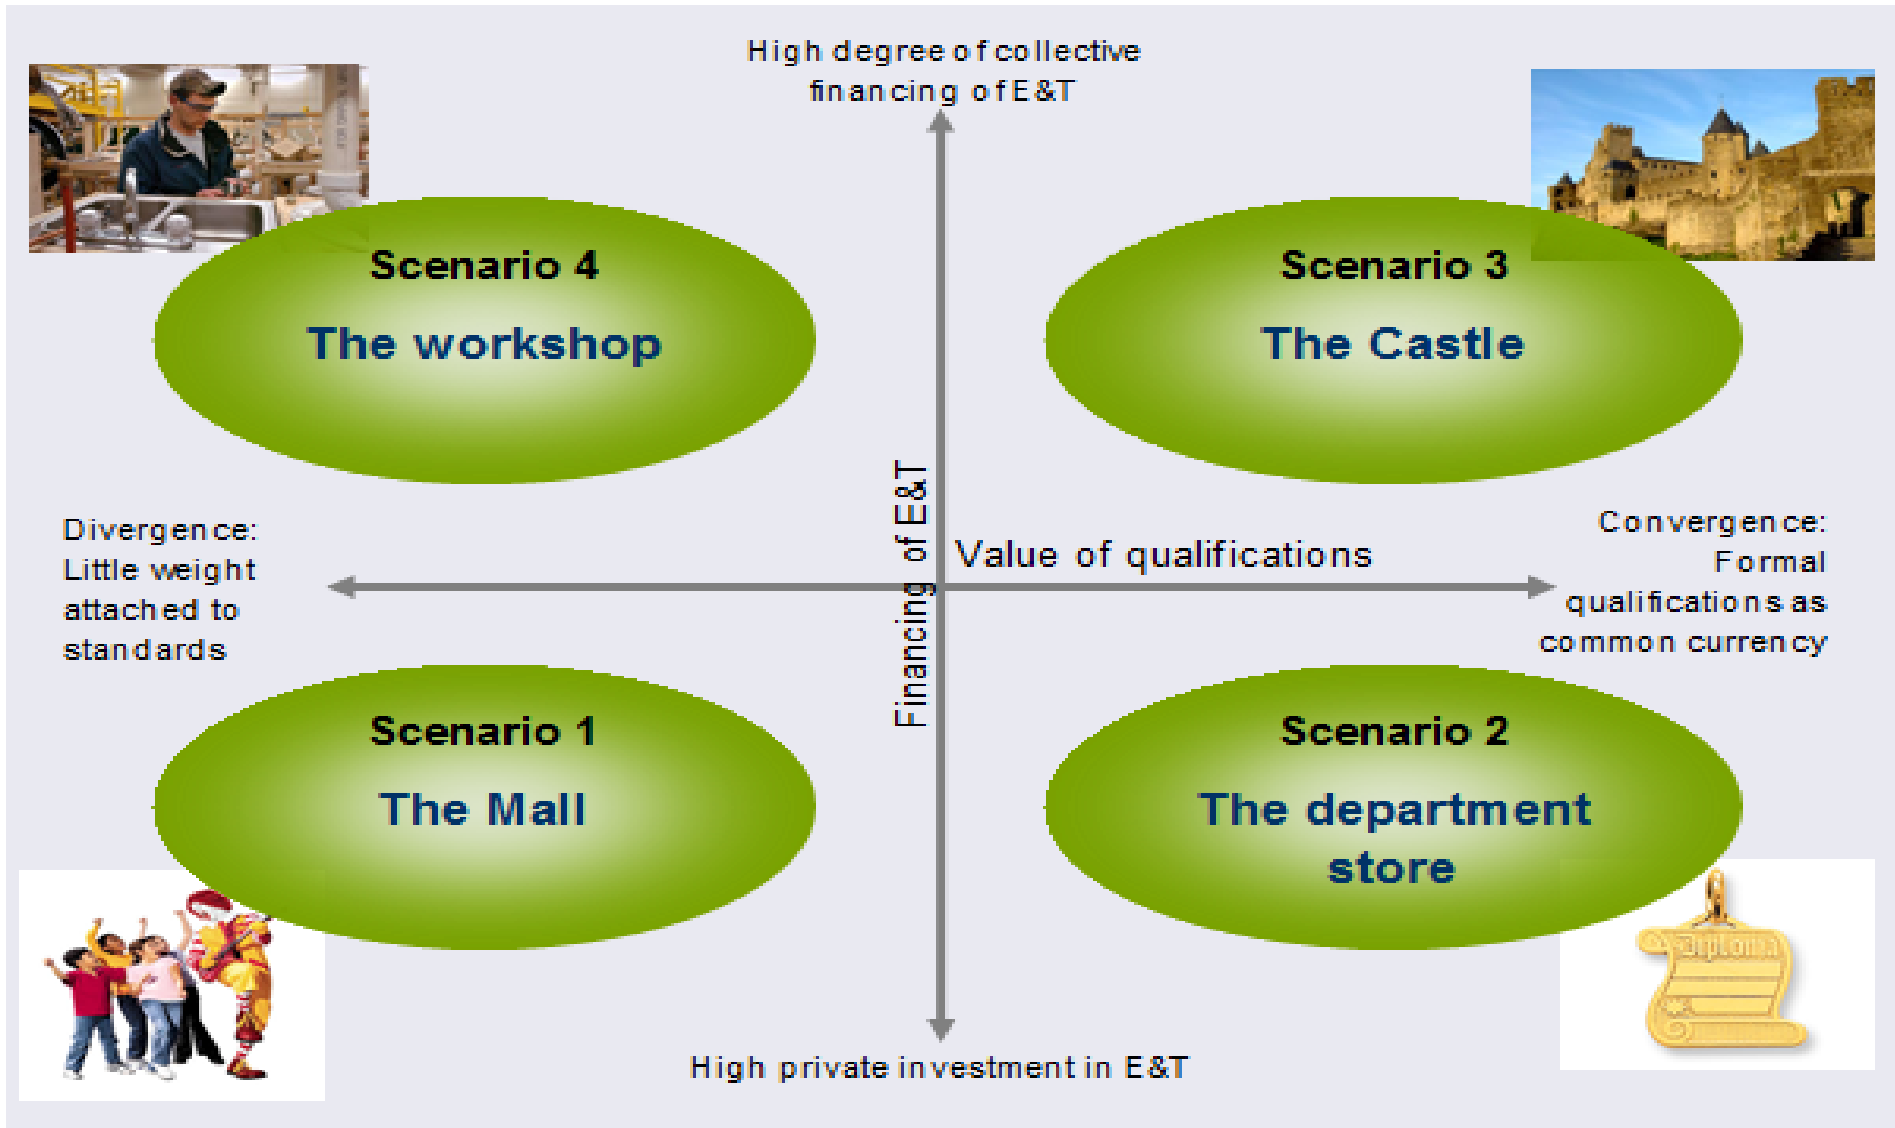 High degree of collective
financing of E&T
Scenario 4
The workshop
Scenario 3
The Castle
Divergence:
Little weight
attached to
standards
Financing of E&T
Value of qualifications
Convergence:
Formal
qualifications as
common currency
Scenario 1
The Mall
Scenario 2
The department
store
Diploma
High private investment in E&T